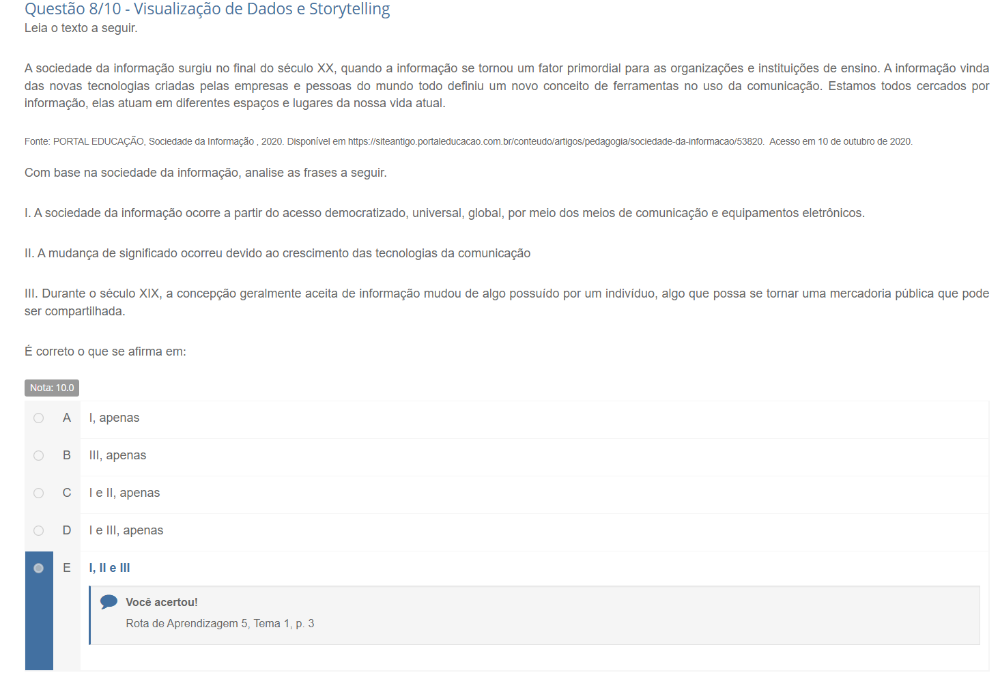 Questão 8/10 - Visualização de Dados e Storytelling
Leia o texto a seguir.
A sociedade da informação surgiu no final do século XX, quando a informação se tornou um fator primordial para as organizações e instituições de ensino. A informação vinda
das novas tecnologias criadas pelas empresas e pessoas do mundo todo definiu um novo conceito de ferramentas no uso da comunicação. Estamos todos cercados por
informação, elas atuam em diferentes espaços e lugares da nossa vida atual.
Fonte: PORTAL EDUCAÇÃO, Sociedade da Informação , 2020. Disponível em https://siteantigo.portaleducacao.com.br/conteudo/artigos/pedagogia/sociedade-da-informacao/53820. Acesso em 10 de outubro de 2020.
Com base na sociedade da informação, analise as frases a seguir.
I. A sociedade da informação ocorre a partir do acesso democratizado, universal, global, por meio dos meios de comunicação e equipamentos eletrônicos.
II. A mudança de significado ocorreu devido ao crescimento das tecnologias da comunicação
III. Durante o século XIX, a concepção geralmente aceita de informação mudou de algo possuído por um indivíduo, algo que possa se tornar uma mercadoria pública que pode
ser compartilhada.
É correto o que se afirma em:
Nota: 10.0
A I, apenas
B III, apenas
C I e II, apenas
D I e III, apenas
E I, II e III
Você acertou!
Rota de Aprendizagem 5, Tema 1, p. 3